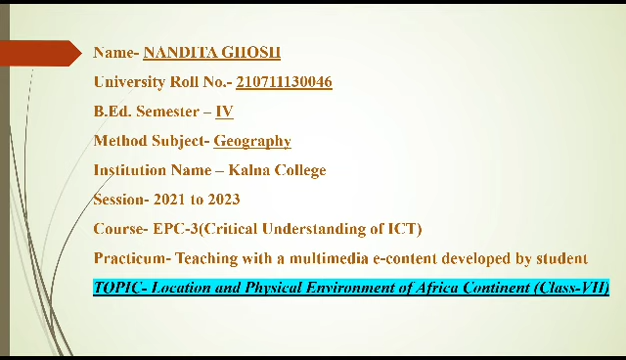 Name- NANDITA GHOSH
University Roll No.- 210711130046
B.Ed. Semester – IV
Method Subject- Geography
Institution Name – Kalna College
Session- 2021 to 2023
Course- EPC-3(Critical Understanding of ICT)
Practicum- Teaching with a multimedia e-content developed by student
TOPIC- Location and Physical Environment of Africa Continent (Class-VII)